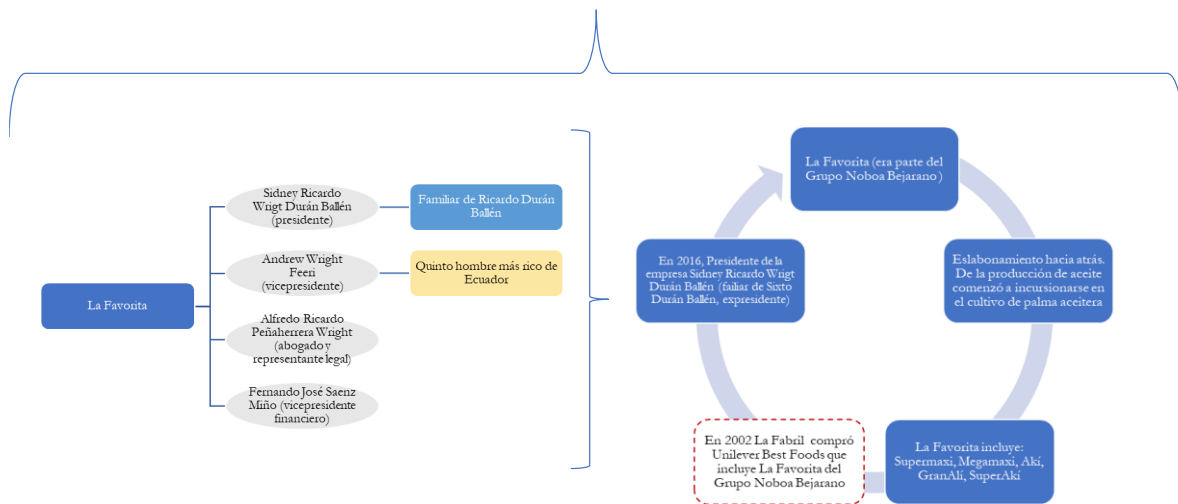 La Favorita
Sidney Ricardo
Wrigt Durán Ballén
(presidente)
Familiar de Ricardo Durán
Ballén
Andrew Wright
Feeri
(vicepresidente)
Quinto hombre más rico de
Ecuador
Alfredo Ricardo
Peñaherrera Wright
(abogado y
representante legal)
Fernando José Saenz
Miño (vicepresidente
financiero)
La Favorita (era parte del
Grupo Noboa Bejarano )
Eslabonamiento hacia atrás.
De la producción de aceite
comenzó a incursionarse en
el cultivo de palma aceitera
La Favorita incluye:
Supermaxi, Megamaxi, Akí,
GranAlí, SuperAkí
En 2002 La Fabril compró
Unilever Best Foods que
incluye La Favorita del
Grupo Noboa Bejarano
En 2016, Presidente de la
empresa Sidney Ricardo Wrigt
Durán Ballén (failiar de Sixto
Durán Ballén, expresidente)